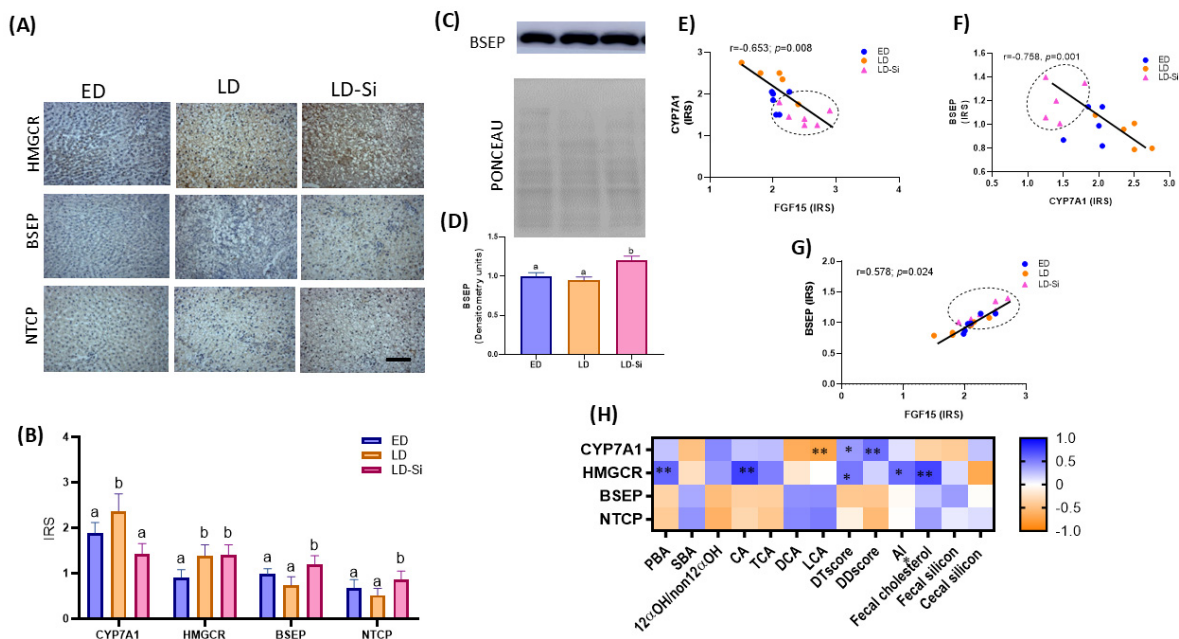 (A)
ED
LD
LD-Si
HMGCR
BSEP
NTCP
(B)
4
3
2
1
0
IRS
ED
LD
LD-Si
a
b
a
a
b
b
a
a
b
a
a
b
CYP7A1
HMGCR
BSEP
NTCP
(C)
BSEP
PONCEAU
(D)
1.5
1.0
0.5
0.0
BSEP
(Densitometry units)
a
a
b
ED
LD
LD-Si
(E)
r=-0.653; p=0.008
ED
LD
LD-Si
3
2
1
0
CYP7A1
(IRS)
1
2
3
4
FGF15 (IRS)
(F)
r=-0.758, p=0.001
ED
LD
LD-Si
1.6
1.4
1.2
1.0
0.8
0.6
BSEP
(IRS)
0.5
1.0
1.5
2.0
2.5
3.0
CYP7A1 (IRS)
(G)
r=0.578; p=0.024
ED
LD
LD-Si
2.0
1.5
1.0
0.5
0.0
BSEP (IRS)
0
1
2
3
FGF15 (IRS)
(H)
CYP7A1
HMGCR
BSEP
NTCP
** * **
** ** * * **
1.0
0.5
0
-0.5
-1.0
PBA
SBA
12αOH/non12αOH
CA
TCA
DCA
LCA
DTscore
DDscore
AI
*
Fecal cholesterol
Fecal silicon
Cecal silicon